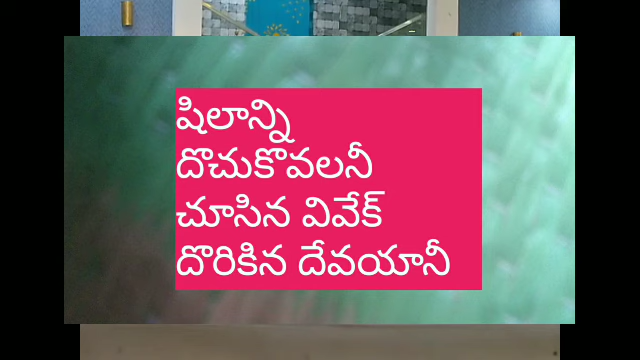 షిలాన్ని
దొచుకొవలనీ
చూసిన వివేక్
దొరికిన దేవయానీ